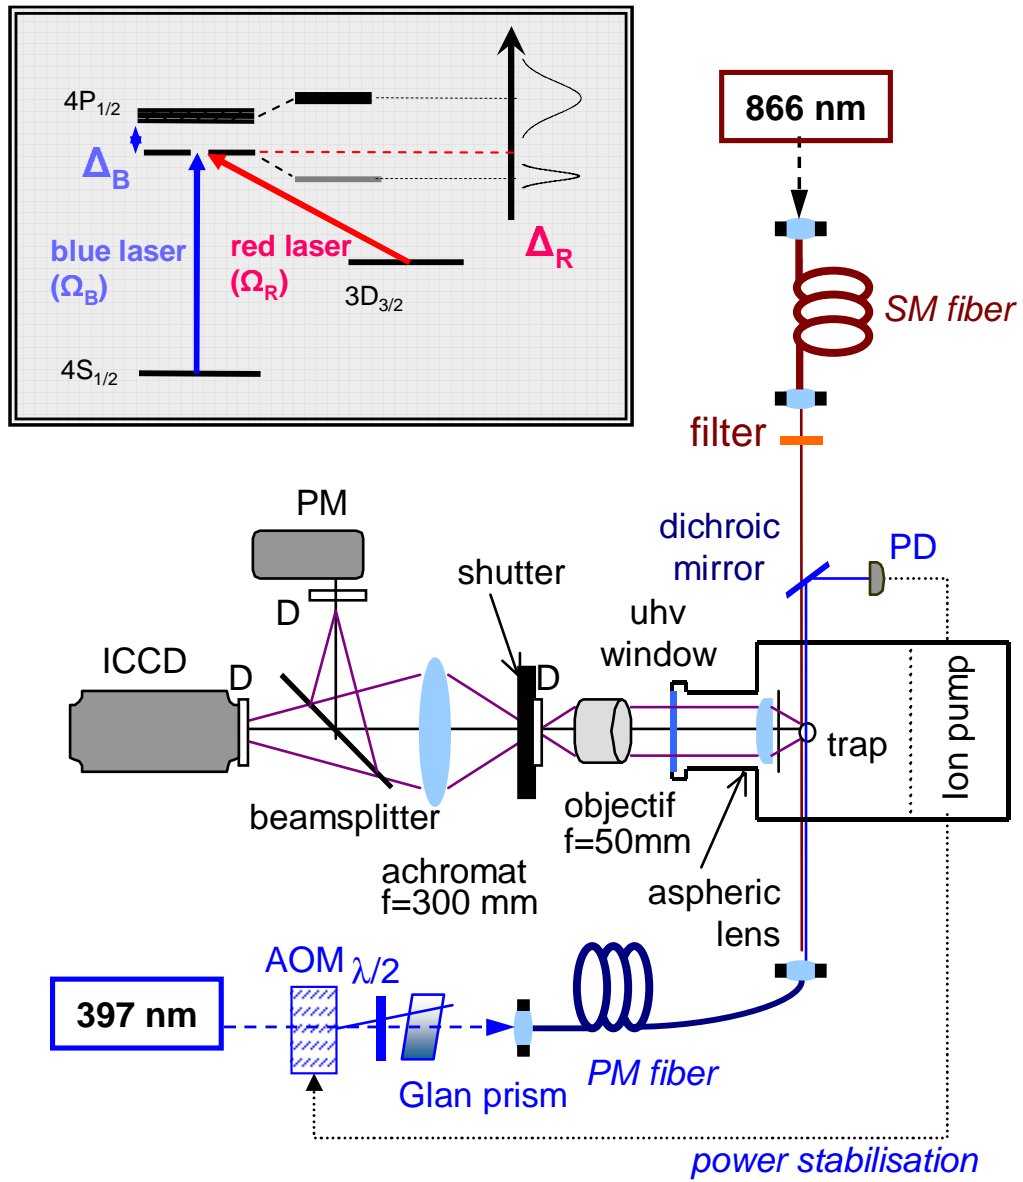 4P1/2
ΔB
blue laser
(ΩB)
red laser
(ΩR)
ΔR
3D3/2
4S1/2
866 nm
SM fiber
filter
dichroic
mirror
PD
PM
shutter
D
uhv
window
ICCD
D
D
trap
Ion pump
beamsplitter
objectif
f=50mm
achromat
f=300 mm
aspheric
lens
AOM
λ/2
397 nm
Glan prism
PM fiber
power stabilisation